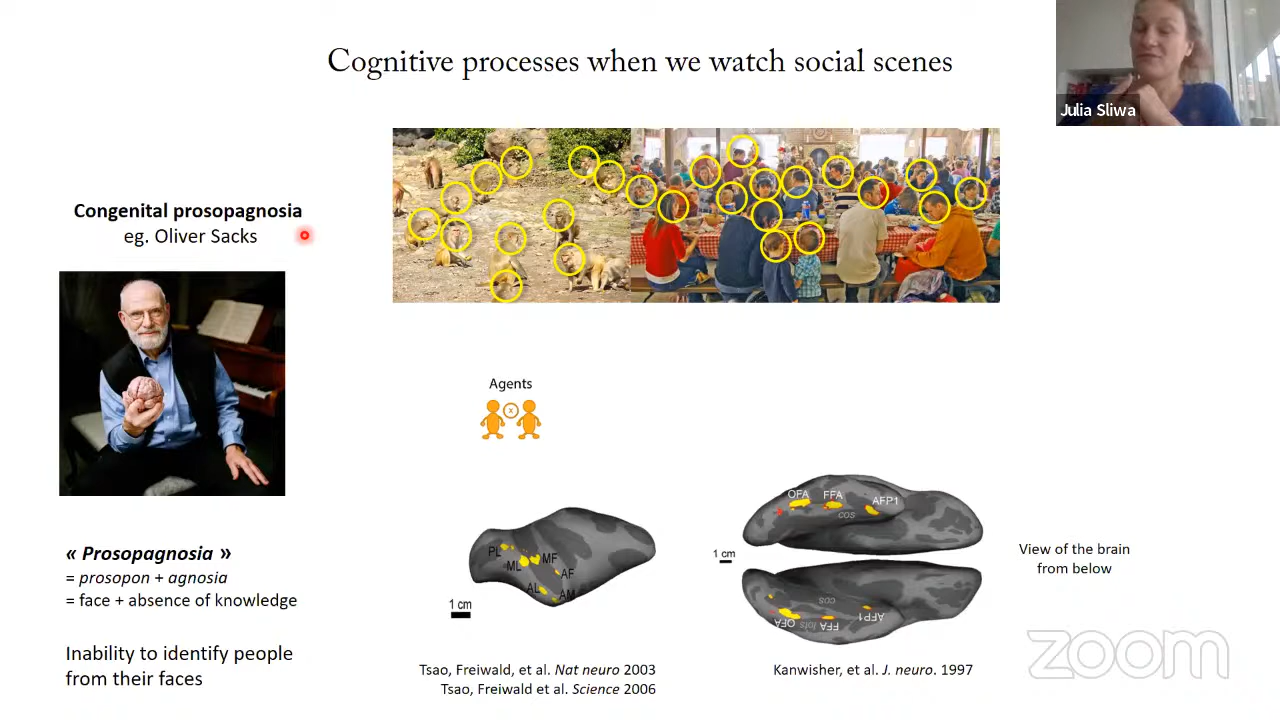 Cognitive processes when we watch social scenes
Julia Sliwa
Congenital prosopagnosia
eg. Oliver Sacks
Agents
x
« Prosopagnosia »
= prosopon + agnosia
= face + absence of knowledge
Inability to identify people
from their faces
PL
ML
MF
AF
AL
AM
1 cm
Tsao, Freiwald, et al. Nat neuro 2003
Tsao, Freiwald et al. Science 2006
OFA
FFA
AFP1
cos
1 cm
cos
OFA
lots
FFA
AFP1
Kanwisher, et al. J. neuro. 1997
View of the brain
from below
zoom